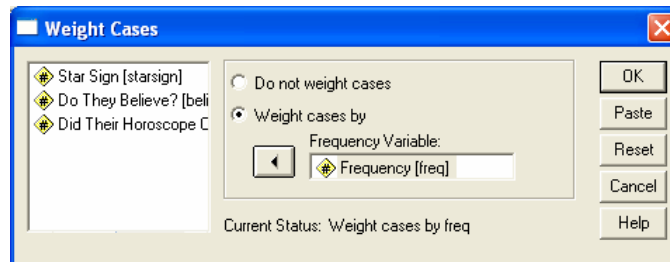 Weight Cases
Star Sign [starsign]
Do They Believe? [beli
Did Their Horoscope C
Do not weight cases
Weight cases by
Frequency Variable:
Frequency [freq]
Current Status: Weight cases by freq
OK
Paste
Reset
Cancel
Help